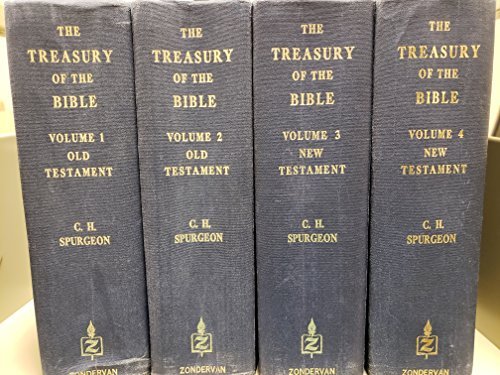 THE
TREASURY
OF THE
BIBLE
VOLUME 1
OLD
TESTAMENT
C. H.
SPURGEON
Z
ZONDERVAN
THE
TREASURY
OF THE
BIBLE
VOLUME 2
OLD
TESTAMENT
C. H.
SPURGEON
Z
ZONDERVAN
THE
TREASURY
OF THE
BIBLE
VOLUME 3
NEW
TESTAMENT
C. H.
SPURGEON
Z
ZONDERVAN
THE
TREASURY
OF THE
BIBLE
VOLUME 4
NEW
TESTAMENT
C. H.
SPURGEON
Z
ZONDERVAN